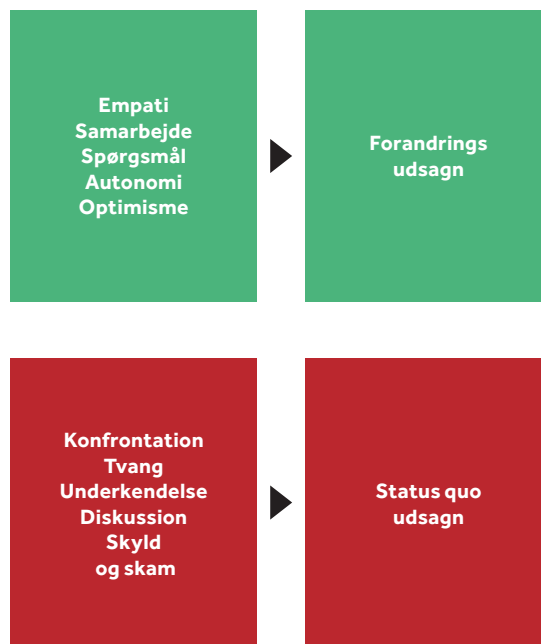 Empati
Samarbejde
Spørgsmål
Autonomi
Optimisme
Forandrings
udsagn
Konfrontation
Tvang
Underkendelse
Diskussion
Skyld
og skam
Status quo
udsagn